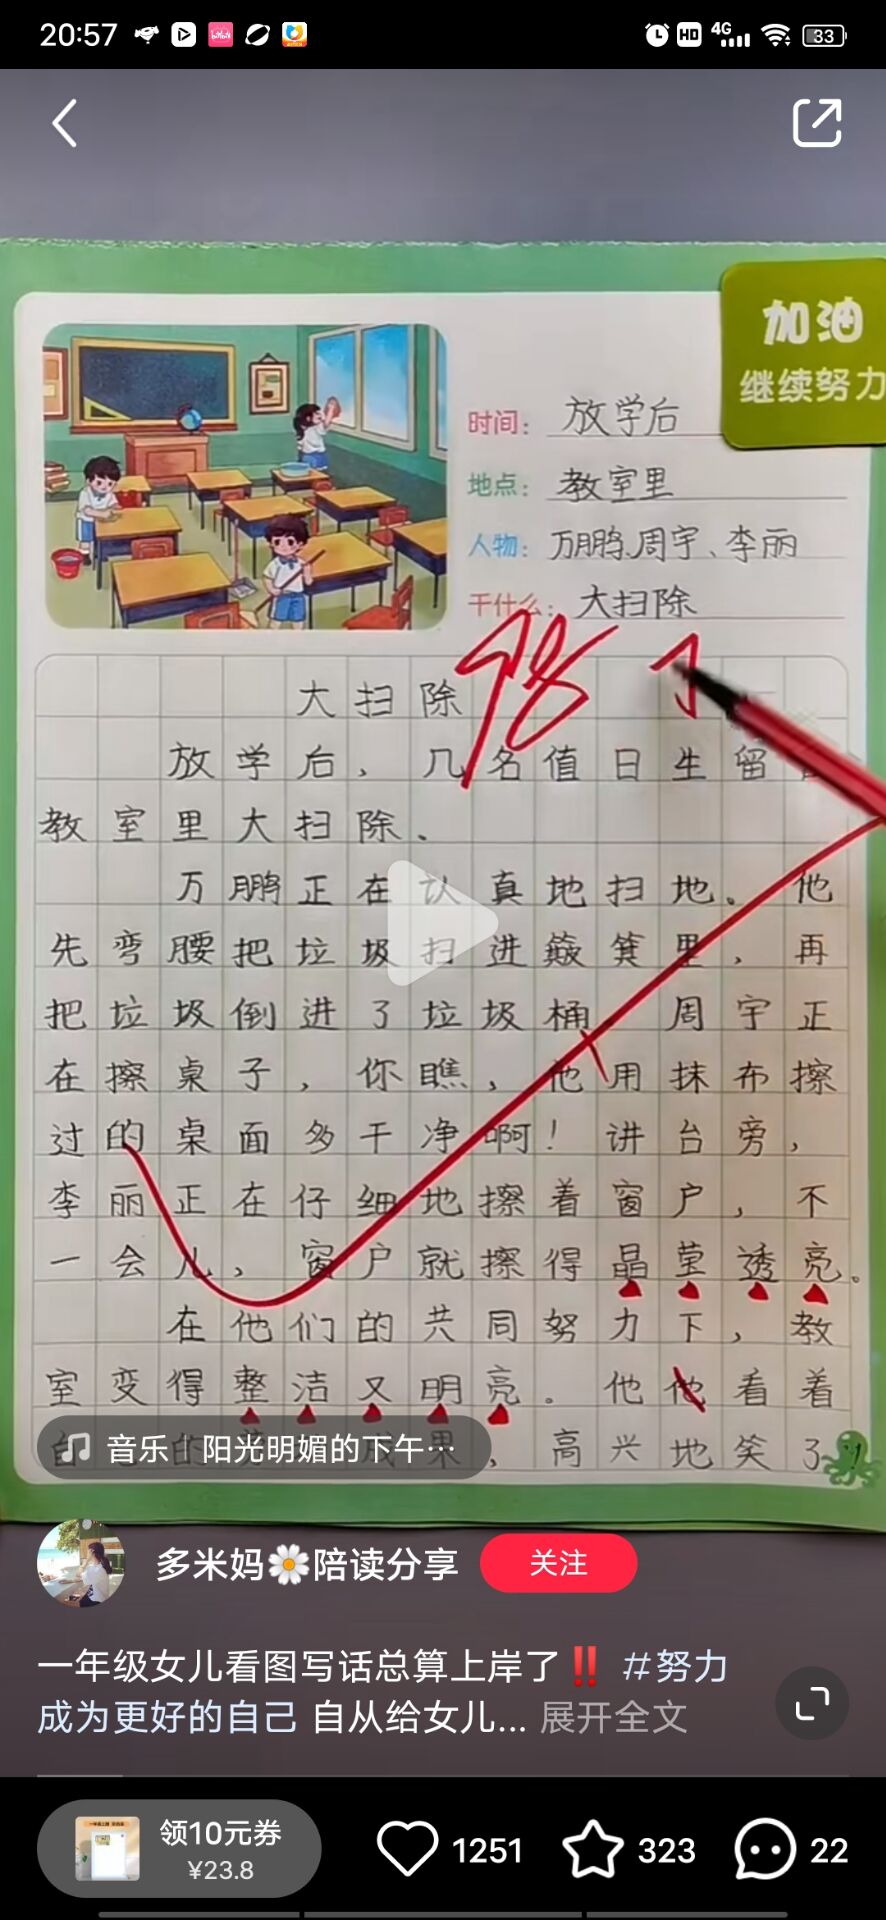 20:57
HD
4G
33
加油
继续努力
时间：放学后
地点：教室里
人物：万鹏、周宇、李丽
干什么：大扫除
大扫除
放学后，几名值日生留
教室里大扫除、
万鹏正在认真地扫地。他
先弯腰把垃圾扫进簸箕里，再
把垃圾倒进了垃圾桶。周宇正
在擦桌子，你瞧，他用抹布擦
过的桌面多干净啊！讲台旁，
李丽正在仔细地擦着窗户，不
一会儿，窗户就擦得晶莹透亮。
在他们的共同努力下，教
室变得整洁又明亮。他他看着
的 成果，高兴地笑了
音乐 | 阳光明媚的下午…
多米妈🌼陪读分享
关注
一年级女儿看图写话总算上岸了‼️ #努力
成为更好的自己 自从给女儿... 展开全文
领10元券
¥23.8
1251
323
22